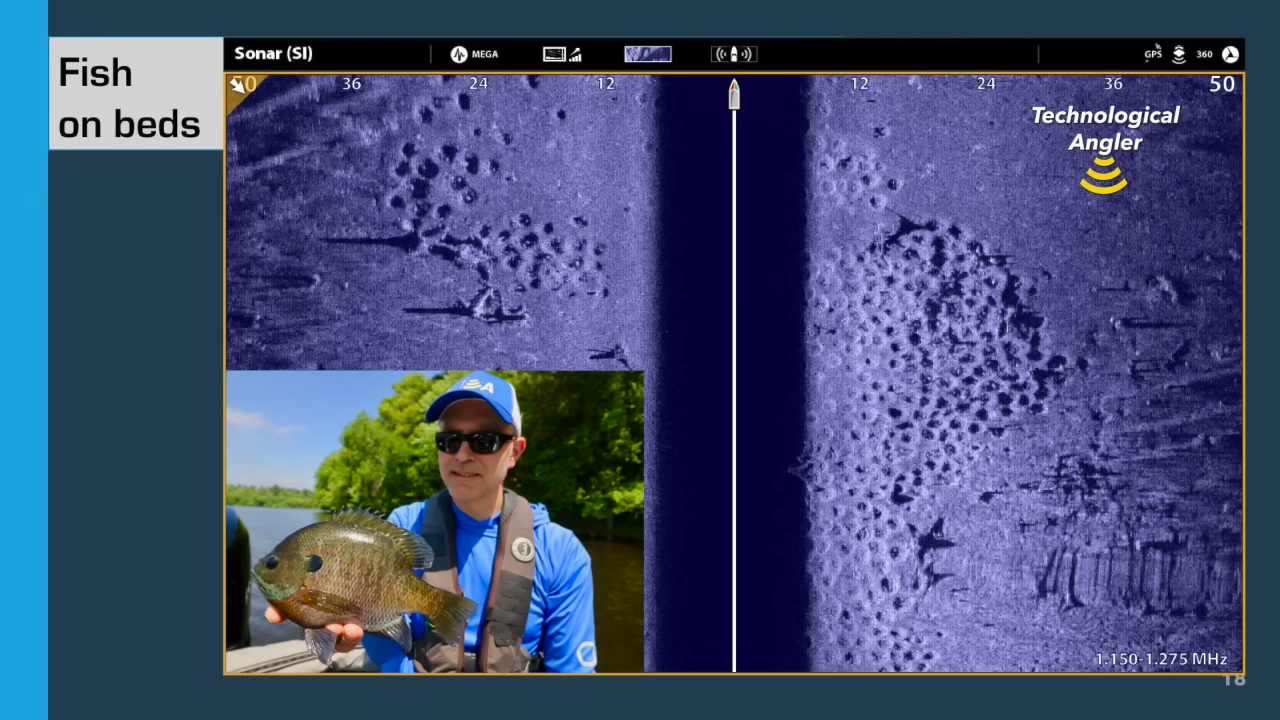 Fish
on beds
Sonar (SI)
MEGA
GPS
360
36
24
12
12
24
36
50
Technological
Angler
A
1.150-1.275 MHz
18